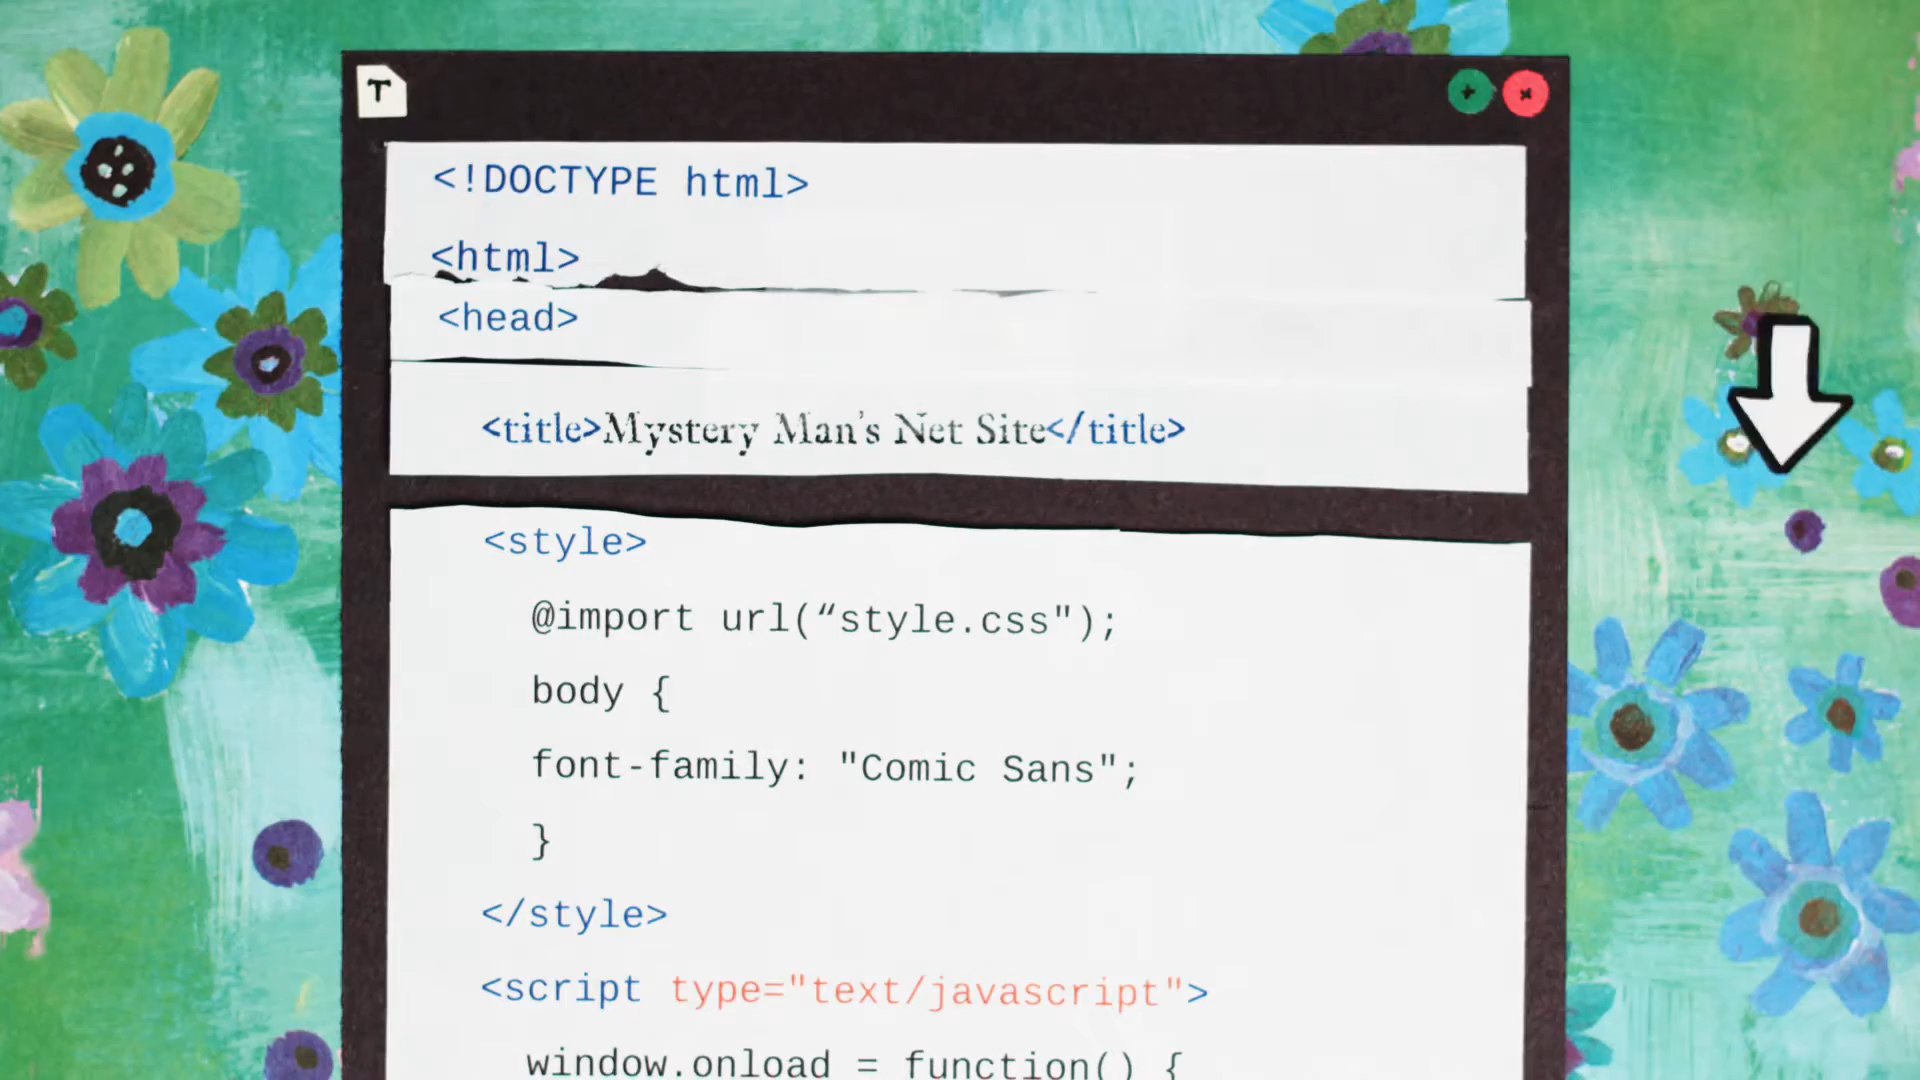 T
<!DOCTYPE html>
<html>
<head>
<title>Mystery Man's Net Site</title>
<style>
@import url(“style.css");
body {
font-family: "Comic Sans";
}
</style>
<script type="text/javascript">
window.onload = function() {